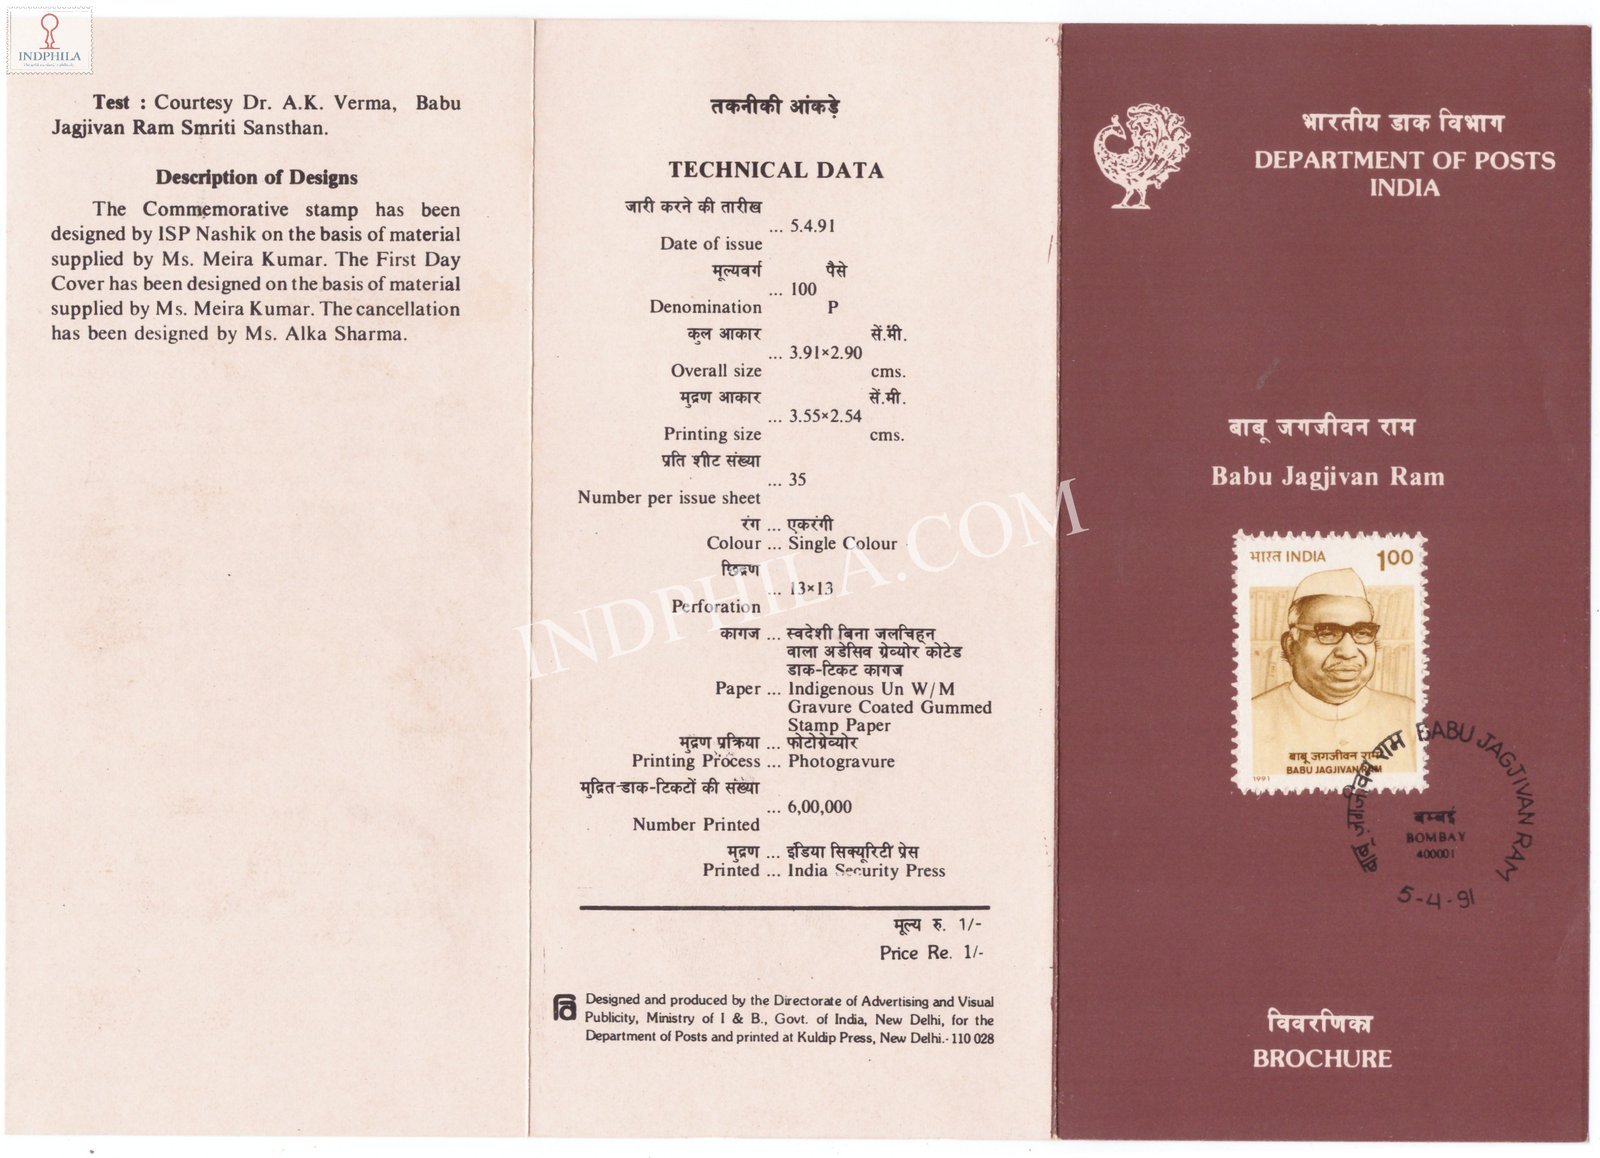 INDPHILA
Test : Courtesy Dr. A.K. Verma, Babu
Jagjivan Ram Smriti Sansthan.
Description of Designs
The Commemorative stamp has been
designed by ISP Nashik on the basis of material
supplied by Ms. Meira Kumar. The First Day
Cover has been designed on the basis of material
supplied by Ms. Meira Kumar. The cancellation
has been designed by Ms. Alka Sharma.
तकनीकी आंकड़े
TECHNICAL DATA
जारी करने की तारीख
... 5.4.91
Date of issue
मूल्यवर्ग पैसे
... 100
Denomination P
कुल आकार सें.मी.
... 3.91×2.90
Overall size cms.
मुद्रण आकार सें.मी.
... 3.55×2.54
Printing size cms.
प्रति शीट संख्या
... 35
Number per issue sheet
रंग ... एकरंगी
Colour ... Single Colour
छिद्रण
... 13×13
Perforation
कागज ... स्वदेशी बिना जलचिहन
वाला अडेसिव ग्रेव्योर कोटेड
डाक-टिकट कागज
Paper ... Indigenous Un W/M
Gravure Coated Gummed
Stamp Paper
मुद्रण प्रक्रिया ... फोटोग्रेव्योर
Printing Process ... Photogravure
मुद्रित-डाक-टिकटों की संख्या
... 6,00,000
Number Printed
मुद्रण ... इंडिया सिक्यूरिटी प्रेस
Printed ... India Security Press
मूल्य रु. 1/-
Price Re. 1/-
Designed and produced by the Directorate of Advertising and Visual
Publicity, Ministry of I & B., Govt. of India, New Delhi, for the
Department of Posts and printed at Kuldip Press, New Delhi.- 110 028
INDPHILA.COM
भारतीय डाक विभाग
DEPARTMENT OF POSTS
INDIA
बाबू जगजीवन राम
Babu Jagjivan Ram
भारत INDIA 1.00
बाबू जगजीवन राम
BABU JAGJIVAN RAM
1991
बाबू जगजीवन राम BABU JAGJIVAN RAM
बम्बई
BOMBAY
400001
5-4-91
विवरणिका
BROCHURE